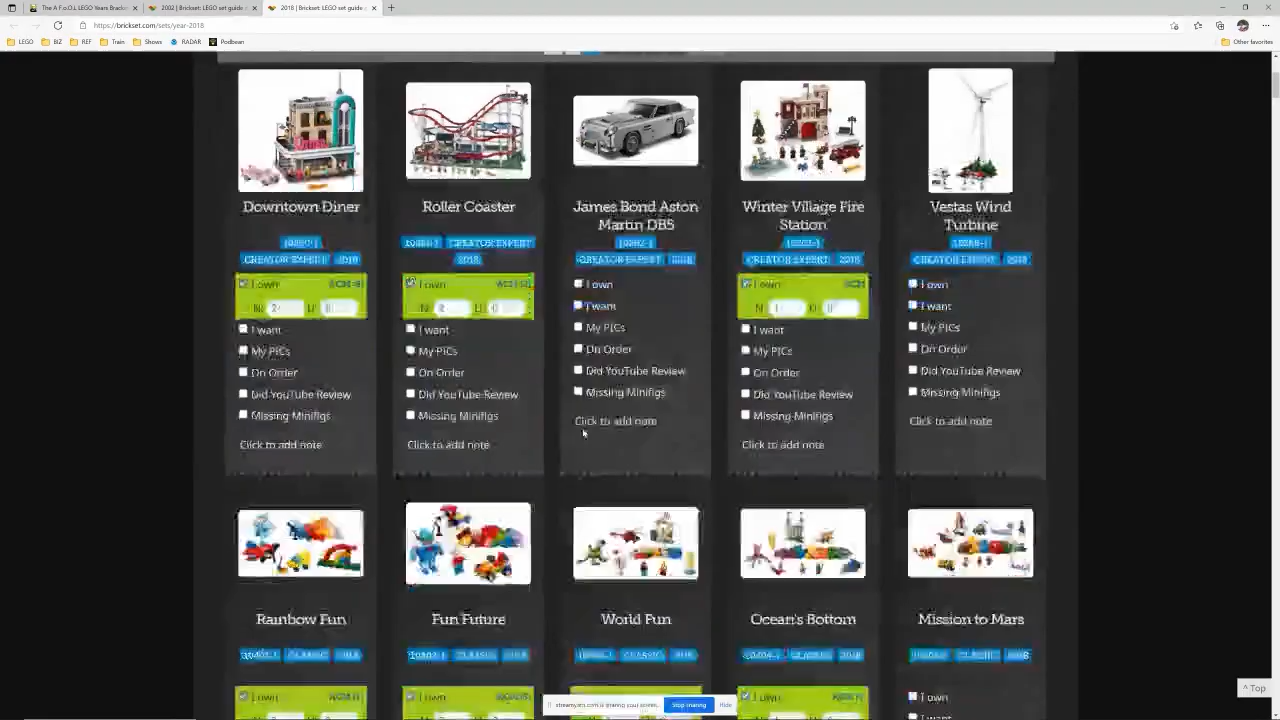 The A.F.o.O.L LEGO Years Bracke
2002 | Brickset: LEGO set guide
2018 | Brickset: LEGO set guide
https://brickset.com/sets/year-2018
LEGO
BIZ
REF
Train
Shows
RADAR
Podbean
Other favorites
Downtown Diner
Roller Coaster
James Bond Aston
Martin DB5
Winter Village Fire
Station
Vestas Wind
Turbine
CREATOR EXPERT 2018
CREATOR EXPERT
2018
CREATOR EXPERT 2018
CREATOR EXPERT 2018
CREATOR EXPERT 2018
I own
I want
My PICs
On Order
Did YouTube Review
Missing Minifigs
Click to add note
I own
I want
My PICs
On Order
Did YouTube Review
Missing Minifigs
Click to add note
I own
I want
My PICs
On Order
Did YouTube Review
Missing Minifigs
Click to add note
I own
I want
My PICs
On Order
Did YouTube Review
Missing Minifigs
Click to add note
I own
I want
My PICs
On Order
Did YouTube Review
Missing Minifigs
Click to add note
Rainbow Fun
Fun Future
World Fun
Ocean's Bottom
Mission to Mars
CLASSIC 2018
CLASSIC 2018
CLASSIC 2018
CLASSIC 2018
CLASSIC 2018
I own
I own
I own
I own
I want
streamyard.com is sharing your screen.
Stop sharing
Hide
^ Top